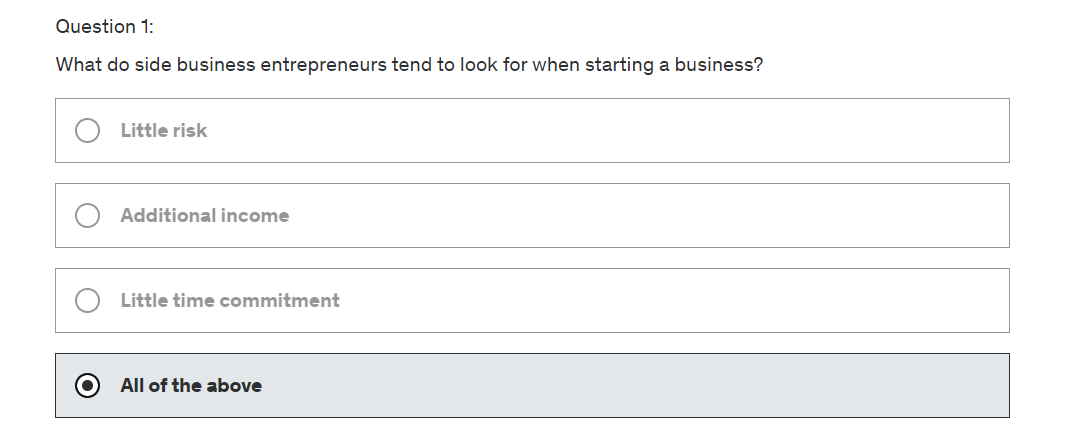 Question 1:
What do side business entrepreneurs tend to look for when starting a business?
Little risk
Additional income
Little time commitment
All of the above